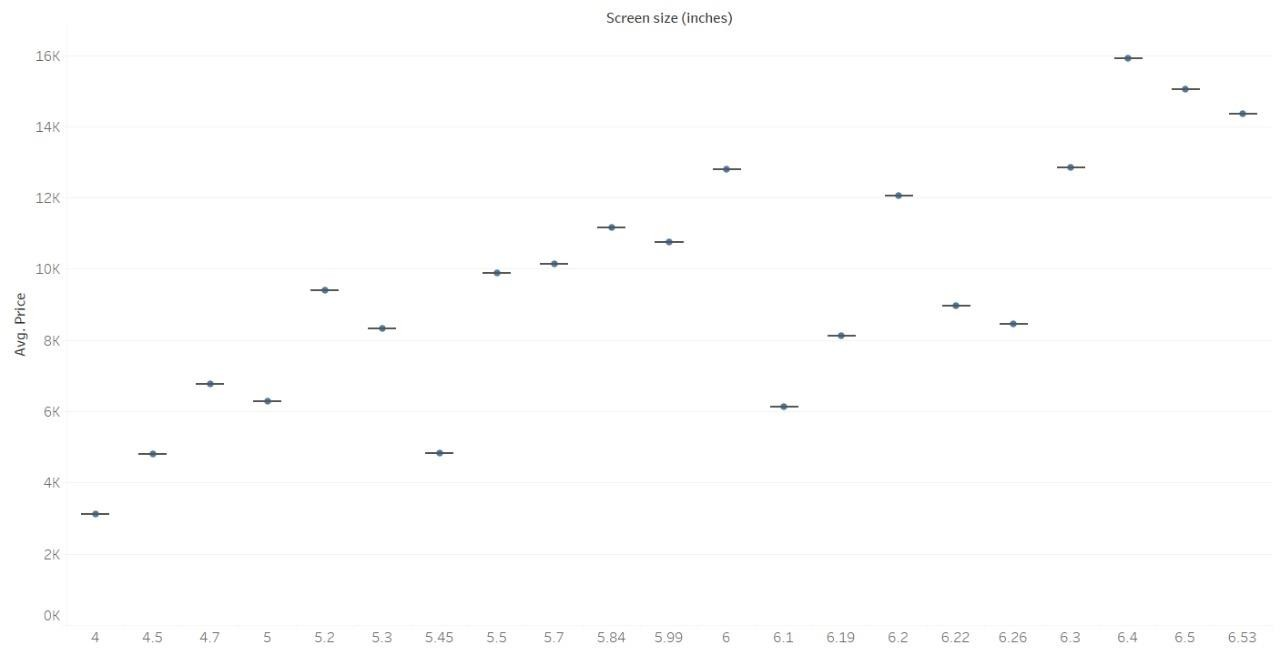 Screen size (inches)
16K
14K
12K
10K
8K
6K
4K
2K
0K
Avg. Price
4 4.5 4.7 5 5.2 5.3 5.45 5.5 5.7 5.84 5.99 6 6.1 6.19 6.2 6.22 6.26 6.3 6.4 6.5 6.53